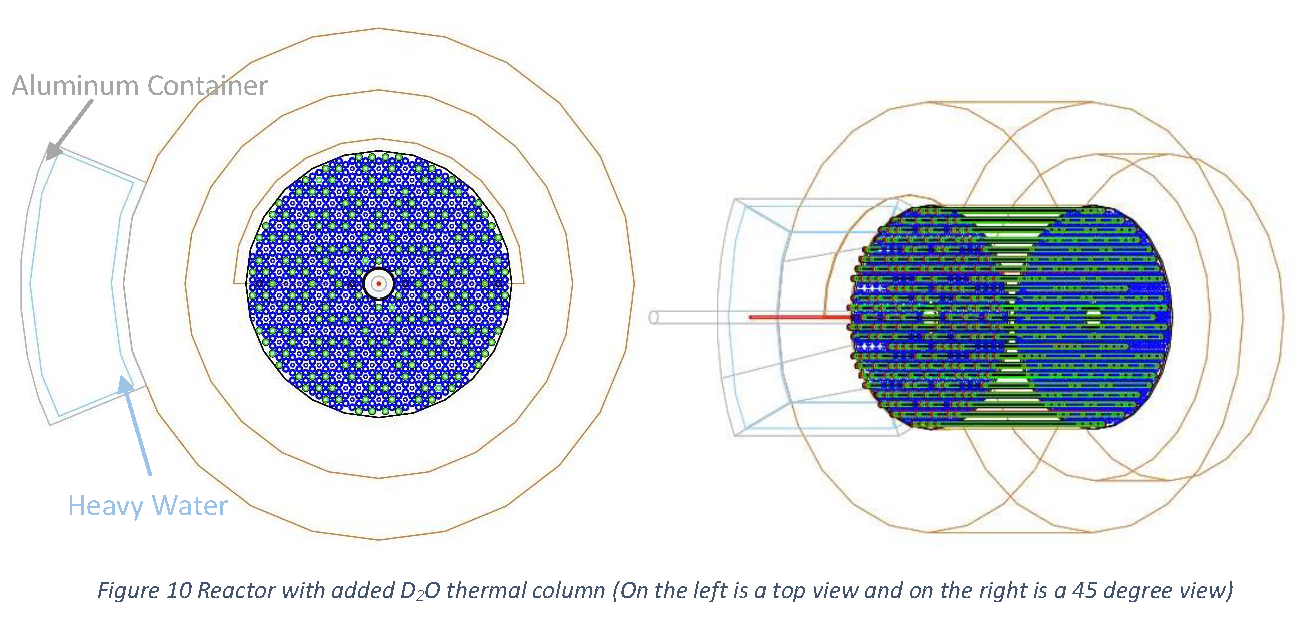 Aluminum Container
Heavy Water
Figure 10 Reactor with added D₂O thermal column (On the left is a top view and on the right is a 45 degree view)